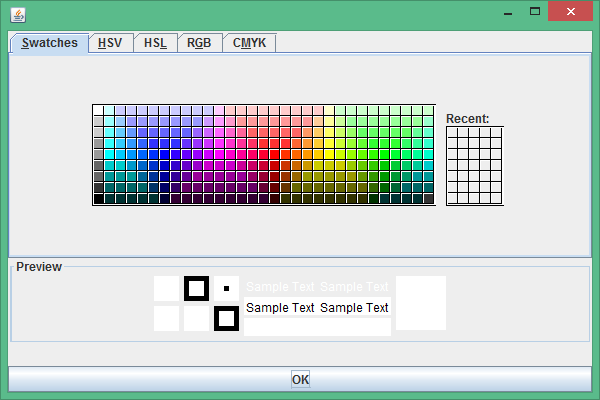 Swatches HSV HSL RGB CMYK
Recent:
Preview
Sample Text Sample Text
Sample Text Sample Text
OK